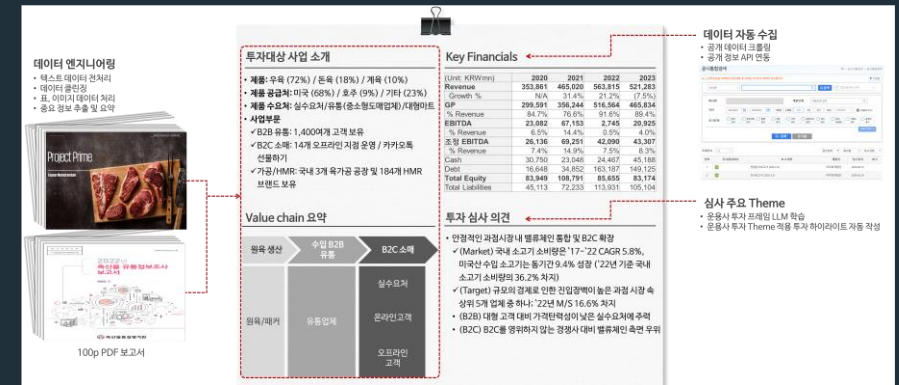 데이터 엔지니어링
• 텍스트 데이터 전처리
• 데이터 클린징
• 표, 이미지 데이터 처리
• 중요 정보 추출 및 요약
Project Prime
축산물 유통정보조사
보고서
100p PDF 보고서
투자대상 사업 소개
• 제품: 우육 (72%) / 돈육 (18%) / 계육 (10%)
• 제품 공급처: 미국 (68%) / 호주 (9%) / 기타 (23%)
• 제품 수요처: 실수요처/유통(중소형도매업체)/대형마트
• 사업부문
✓B2B 유통: 1,400여개 고객 보유
✓B2C 소매: 14개 오프라인 지점 운영 / 카카오톡
선물하기
✓가공/HMR: 국내 3개 육가공 공장 및 184개 HMR
브랜드 보유
Value chain 요약
원육 생산
수입 B2B
유통
B2C 소매
원육/패커
유통업체
실수요처
온라인고객
오프라인
고객
Key Financials
(Unit: KRWmn) 2020 2021 2022 2023
Revenue 353,861 465,020 563,815 521,283
Growth % N/A 31.4% 21.2% (7.5%)
GP 299,591 356,244 516,564 465,834
% Revenue 84.7% 76.6% 91.6% 89.4%
EBITDA 23,082 67,153 2,745 20,925
% Revenue 6.5% 14.4% 0.5% 4.0%
조정 EBITDA 26,136 69,251 42,090 43,307
% Revenue 7.4% 14.9% 7.5% 8.3%
Cash 30,750 23,048 24,467 45,188
Debt 16,648 34,852 163,187 149,125
Total Equity 83,949 108,791 85,655 83,174
Total Liabilities 45,113 72,233 113,931 105,104
투자 심사 의견
• 안정적인 과점시장 내 밸류체인 통합 및 B2C 확장
✓ (Market) 국내 소고기 소비량은 '17~'22 CAGR 5.8%,
미국산 수입 소고기는 동기간 9.4% 성장 ('22년 기준 국내
소고기 소비량의 36.2% 차지)
✓ (Target) 규모의 경제로 인한 진입장벽이 높은 과점 시장 속
상위 5개 업체 중 하나: '22년 M/S 16.6% 차지
• (B2B) 대형 고객 대비 가격탄력성이 낮은 실수요처에 주력
• (B2C) B2C를 영위하지 않는 경쟁사 대비 밸류체인 측면 우위
데이터 자동 수집
• 공개 데이터 크롤링
• 공개 정보 API 연동
공시통합검색
심사 주요 Theme
• 운용사 투자 프레임 LLM 학습
• 운용사 투자 Theme 적용 투자 하이라이트 자동 작성